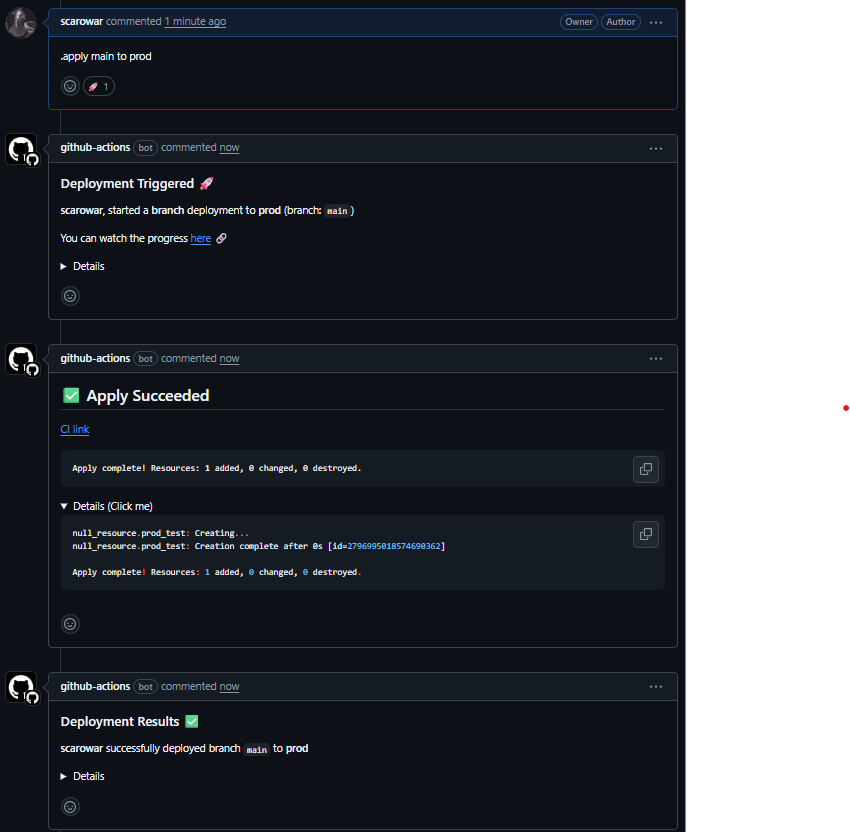 scarowar commented 1 minute ago Owner Author ...
.apply main to prod
1
github-actions bot commented now ...
Deployment Triggered 🚀
scarowar, started a branch deployment to prod (branch: main )
You can watch the progress here 🔗
▶ Details
github-actions bot commented now ...
✅ Apply Succeeded
CI link
Apply complete! Resources: 1 added, 0 changed, 0 destroyed.
▼ Details (Click me)
null_resource.prod_test: Creating...
null_resource.prod_test: Creation complete after 0s [id=2796995018574690362]
Apply complete! Resources: 1 added, 0 changed, 0 destroyed.
github-actions bot commented now ...
Deployment Results ✅
scarowar successfully deployed branch main to prod
▶ Details